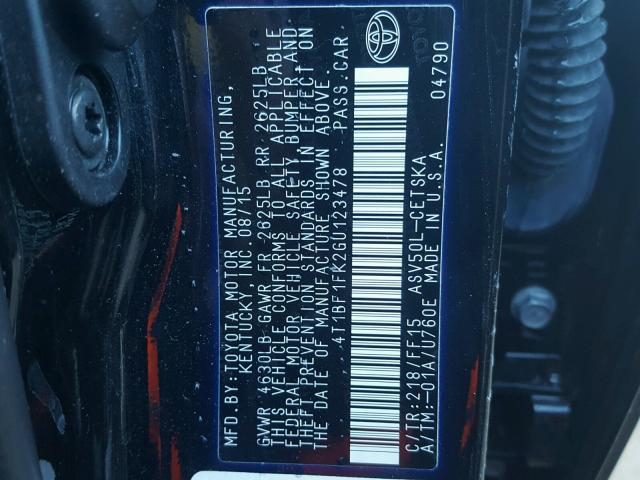 MFD.BY:TOYOTA MOTOR MANUFACTURING,
KENTUCKY, INC. 08/15
GVWR 4630LB GAWR FR 2625LB RR 2625LB
THIS VEHICLE CONFORMS TO ALL APPLICABLE
FEDERAL MOTOR VEHICLE SAFETY, BUMPER AND
THEFT PREVENTION STANDARDS IN EFFECT ON
THE DATE OF MANUFACTURE SHOWN ABOVE.
4T1BF1FK2GU123478 PASS.CAR
C/TR:218/FF15 ASV50L-CETSKA
A/TM:-01A/U760E MADE IN U.S.A.
04790